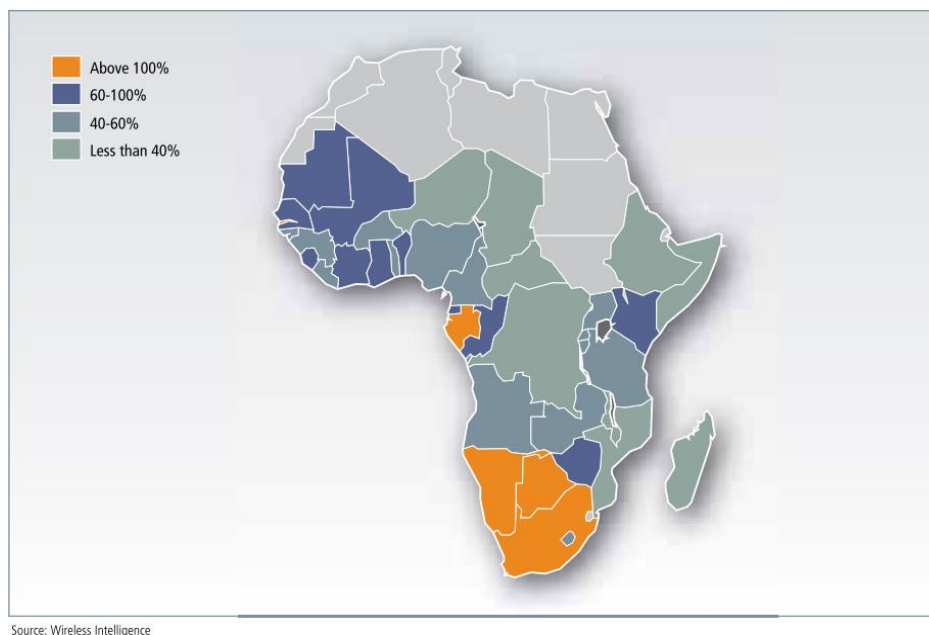 Above 100%
60-100%
40-60%
Less than 40%
Source: Wireless Intelligence